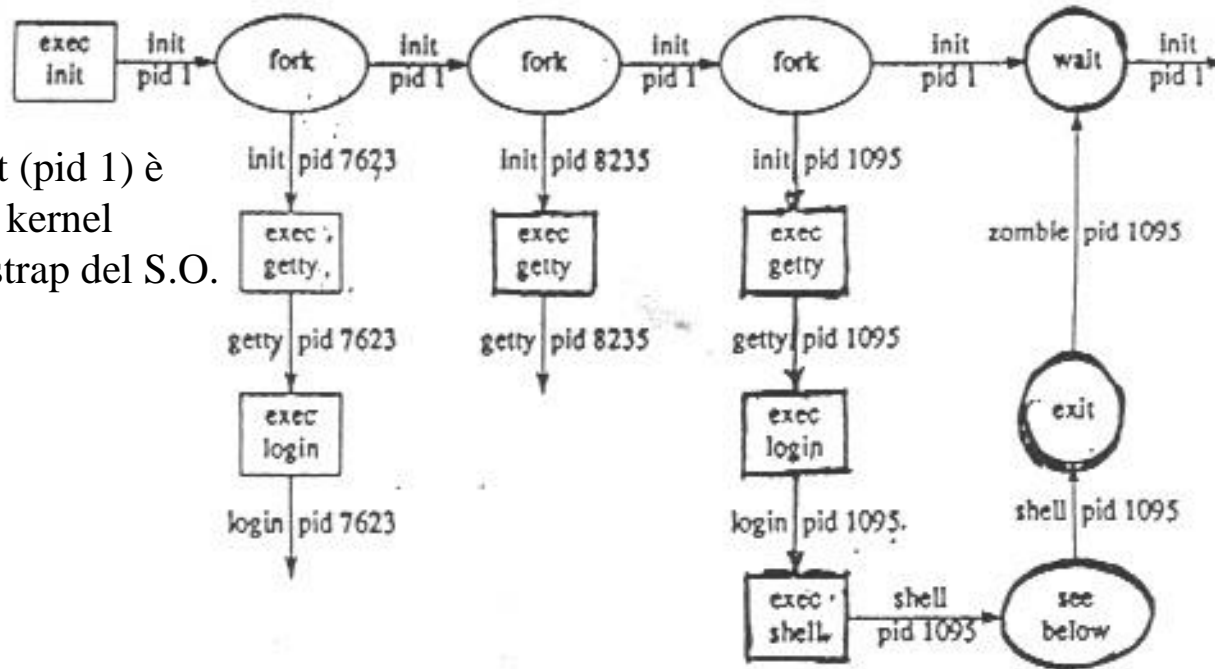 exec
init
init
pid 1
fork
init
pid 1
fork
init
pid 1
fork
init
pid 1
wait
init
pid 1
t (pid 1) è
kernel
strap del S.O.
init pid 7623
init pid 8235
init pid 1095
exec
getty
exec
getty
exec
getty
zombie pid 1095
getty pid 7623
getty pid 8235
getty pid 1095
exec
login
exec
login
exit
login pid 7623
login pid 1095
shell pid 1095
exec
shell
shell
pid 1095
see
below